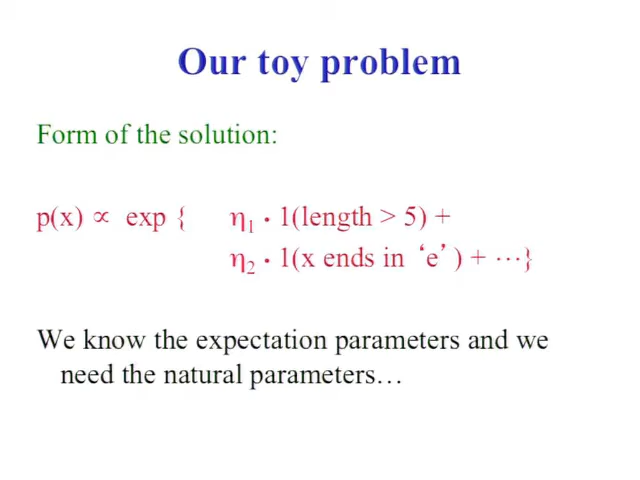 Our toy problem
Form of the solution:
p(x) ∝ exp { η₁ • 1(length > 5) +
η₂ • 1(x ends in ‘e’ ) + ⋯}
We know the expectation parameters and we
need the natural parameters…